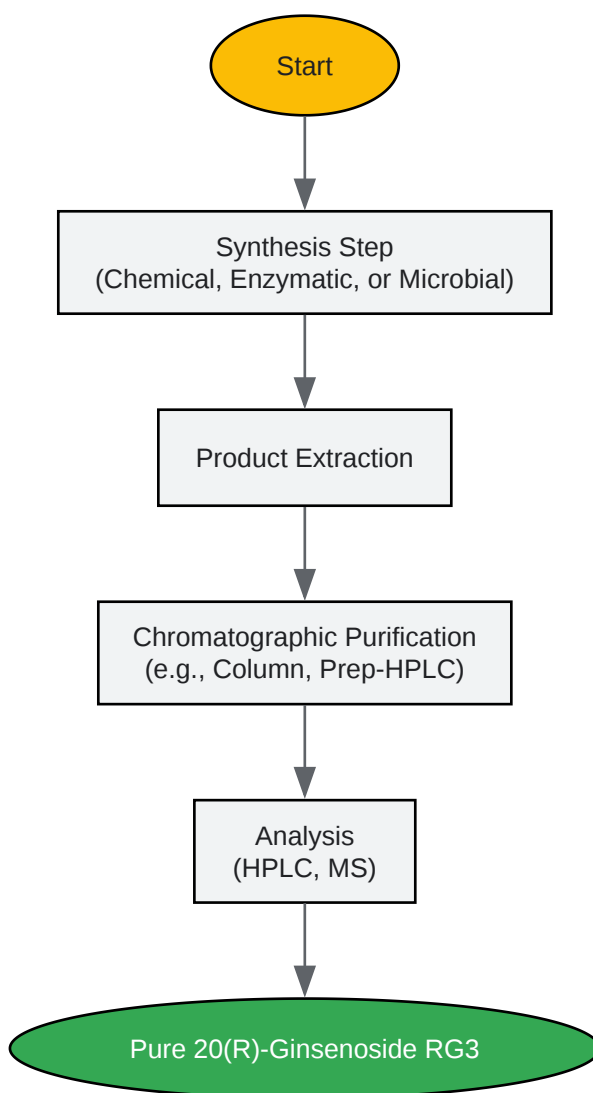 Start
Synthesis Step
(Chemical, Enzymatic, or Microbial)
Product Extraction
Chromatographic Purification
(e.g., Column, Prep-HPLC)
Analysis
(HPLC, MS)
Pure 20(R)-Ginsenoside RG3